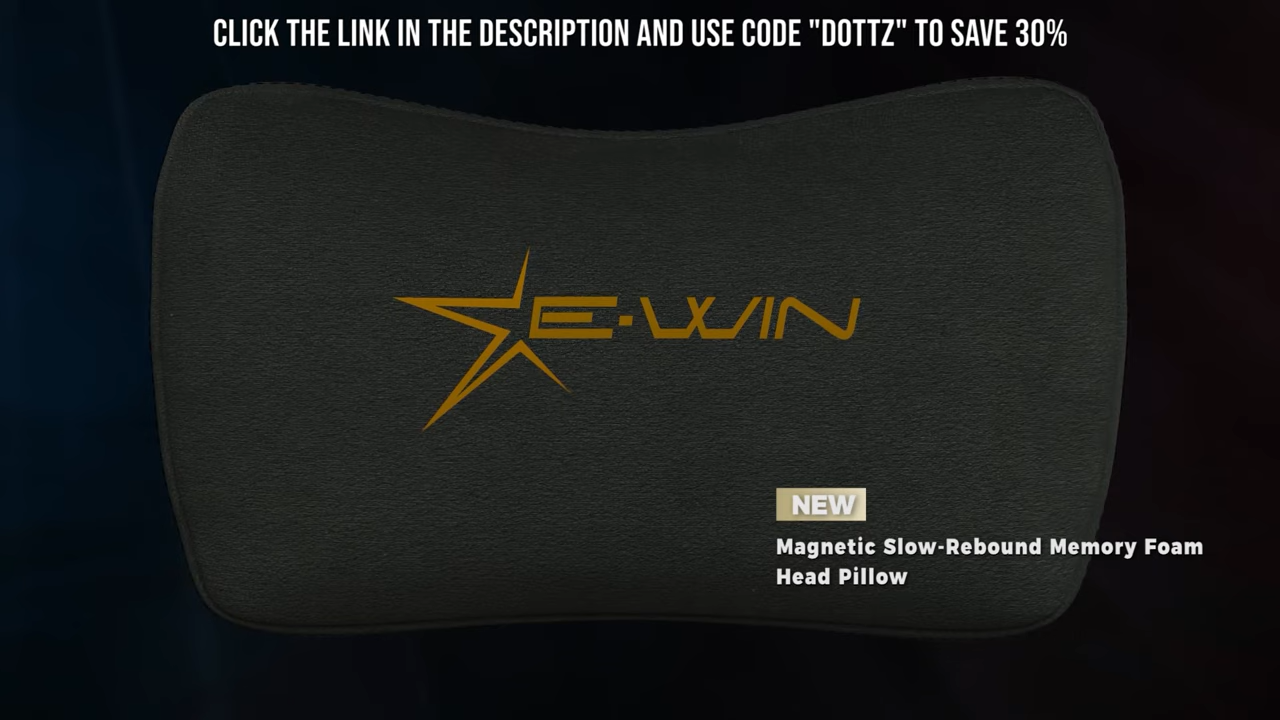 CLICK THE LINK IN THE DESCRIPTION AND USE CODE "DOTTZ" TO SAVE 30%
E-WIN
NEW
Magnetic Slow-Rebound Memory Foam
Head Pillow